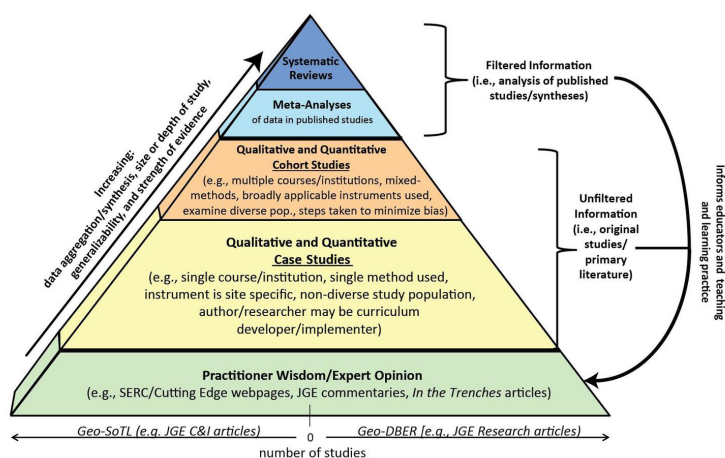 Systematic
Reviews
Meta-Analyses
of data in published studies
Qualitative and Quantitative
Cohort Studies
(e.g., multiple courses/institutions, mixed-
methods, broadly applicable instruments used,
examine diverse pop., steps taken to minimize bias)
Qualitative and Quantitative
Case Studies
(e.g., single course/institution, single method used,
instrument is site specific, non-diverse study population,
author/researcher may be curriculum
developer/implementer)
Practitioner Wisdom/Expert Opinion
(e.g., SERC/Cutting Edge webpages, JGE commentaries, In the Trenches articles)
Increasing:
data aggregation/synthesis, size or depth of study,
generalizability, and strength of evidence
Filtered Information
(i.e., analysis of published
studies/syntheses)
Unfiltered
Information
(i.e., original
studies/
primary
literature)
Informs educators and teaching
and learning practice
Geo-SoTL (e.g. JGE C&I articles)
0
Geo-DBER [e.g., JGE Research articles)
number of studies